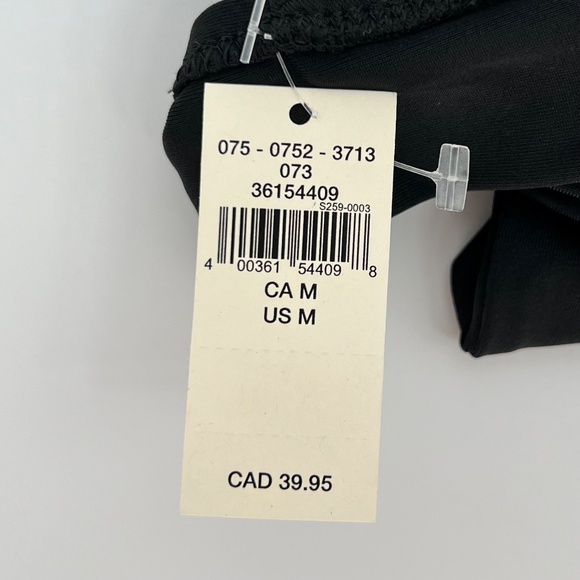 075 - 0752 - 3713
073
36154409
S259-0003
4 00361 54409 8
CA M
US M
CAD 39.95